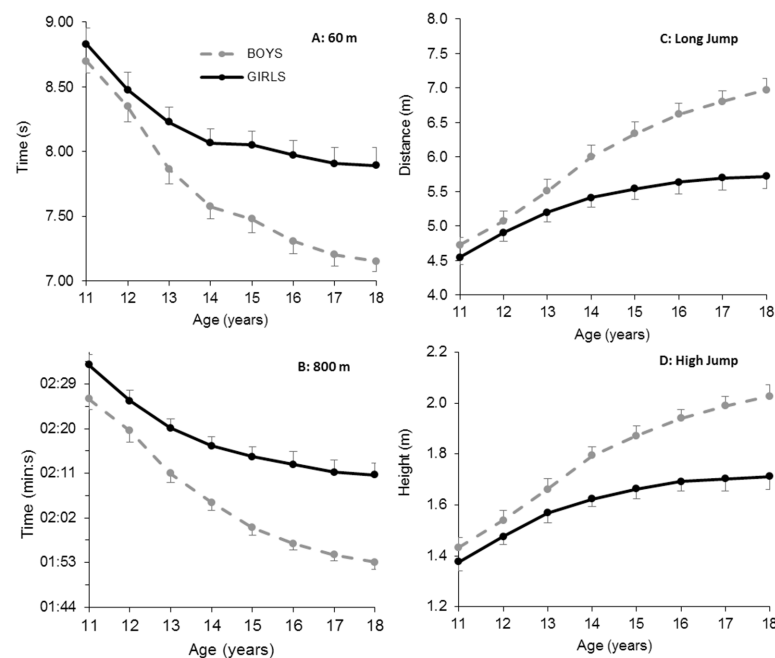 A: 60 m
BOYS
GIRLS
Time (s)
9.00
8.50
8.00
7.50
7.00
11 12 13 14 15 16 17 18
Age (years)
C: Long Jump
Distance (m)
8.0
7.0
6.5
6.0
5.5
5.0
4.5
4.0
11 12 13 14 15 16 17 18
Age (years)
B: 800 m
Time (min:s)
02:29
02:20
02:11
02:02
01:53
01:44
11 12 13 14 15 16 17 18
Age (years)
D: High Jump
Height (m)
2.2
2.0
1.8
1.6
1.4
1.2
11 12 13 14 15 16 17 18
Age (years)